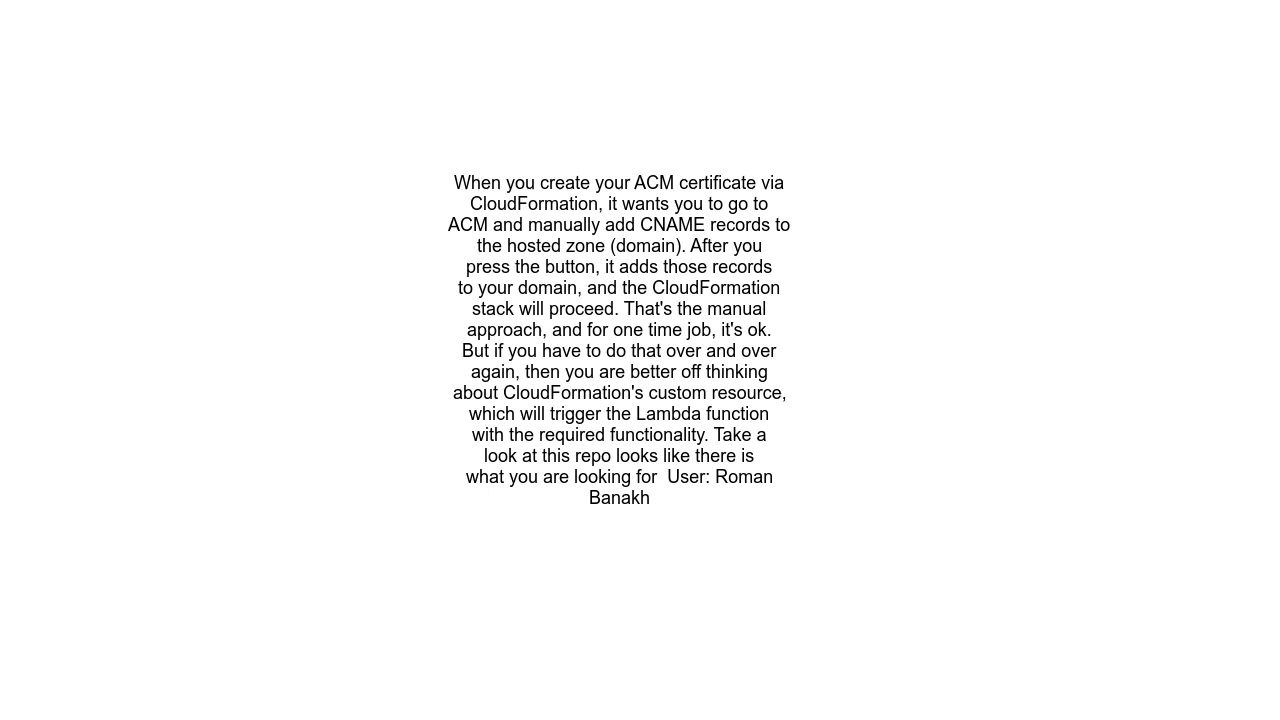 When you create your ACM certificate via
CloudFormation, it wants you to go to
ACM and manually add CNAME records to
the hosted zone (domain). After you
press the button, it adds those records
to your domain, and the CloudFormation
stack will proceed. That's the manual
approach, and for one time job, it's ok.
But if you have to do that over and over
again, then you are better off thinking
about CloudFormation's custom resource,
which will trigger the Lambda function
with the required functionality. Take a
look at this repo looks like there is
what you are looking for  User: Roman
Banakh